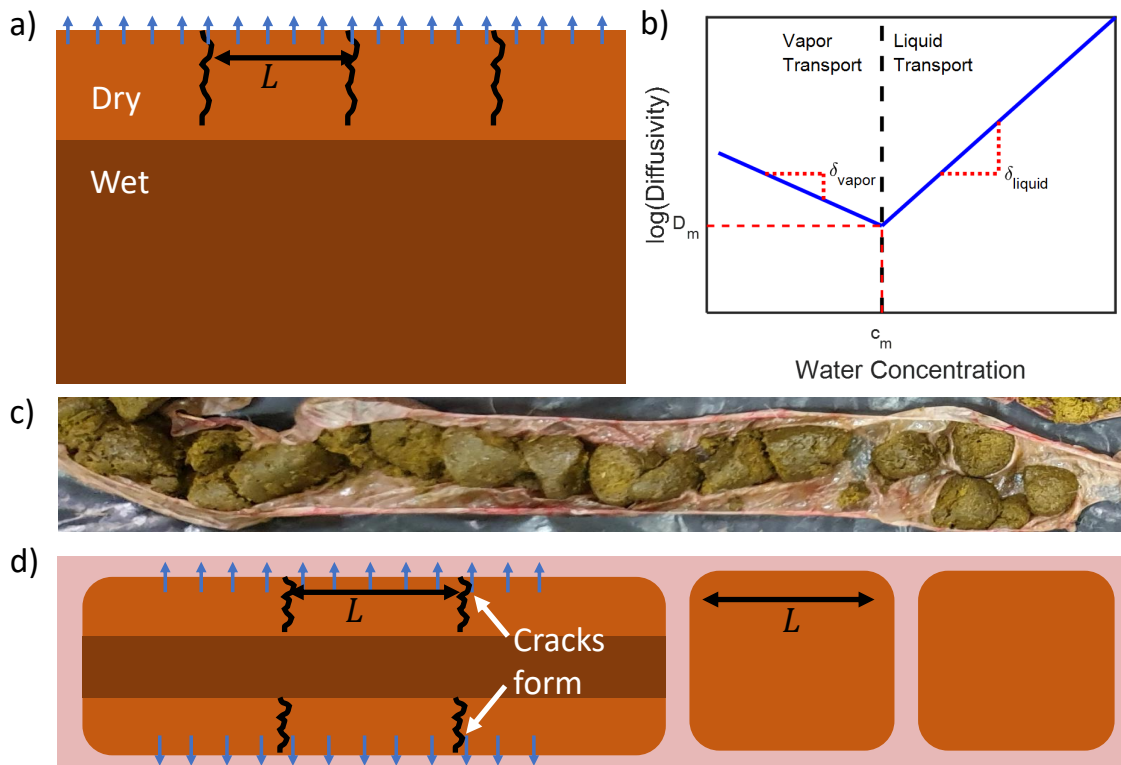 a)
L
Dry
Wet
b)
Vapor Transport
Liquid Transport
δvapor
δliquid
Dm
cm
log(Diffusivity)
Water Concentration
c)
d)
L
Cracks
form
L